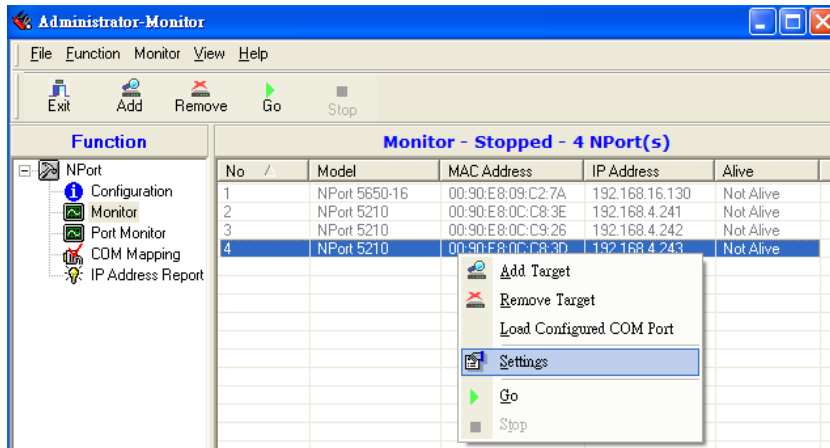 Administrator-Monitor
File Function Monitor View Help
Exit Add Remove Go Stop
Function
Monitor - Stopped - 4 NPort(s)
NPort
Configuration
Monitor
Port Monitor
COM Mapping
IP Address Report
No Model MAC Address IP Address Alive
1 NPort 5650-16 00:90:E8:09:C2:7A 192.168.16.130 Not Alive
2 NPort 5210 00:90:E8:0C:C8:3E 192.168.4.241 Not Alive
3 NPort 5210 00:90:E8:0C:C9:26 192.168.4.242 Not Alive
4 NPort 5210 00:90:E8:0C:C8:3D 192.168.4.243 Not Alive
Add Target
Remove Target
Load Configured COM Port
Settings
Go
Stop